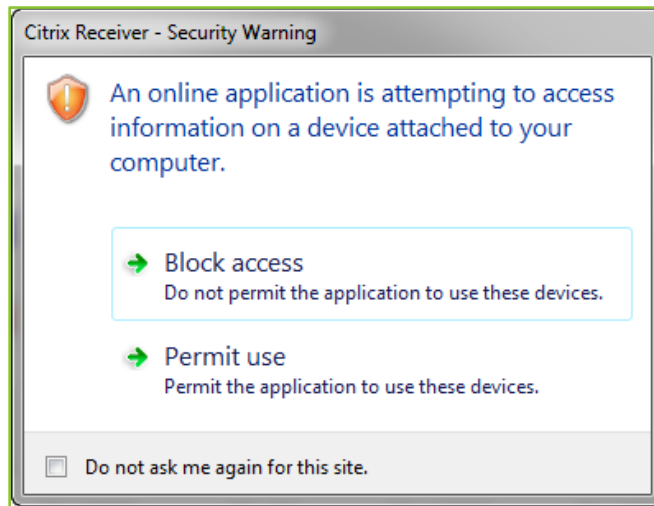 Citrix Receiver - Security Warning
An online application is attempting to access
information on a device attached to your
computer.
Block access
Do not permit the application to use these devices.
Permit use
Permit the application to use these devices.
Do not ask me again for this site.